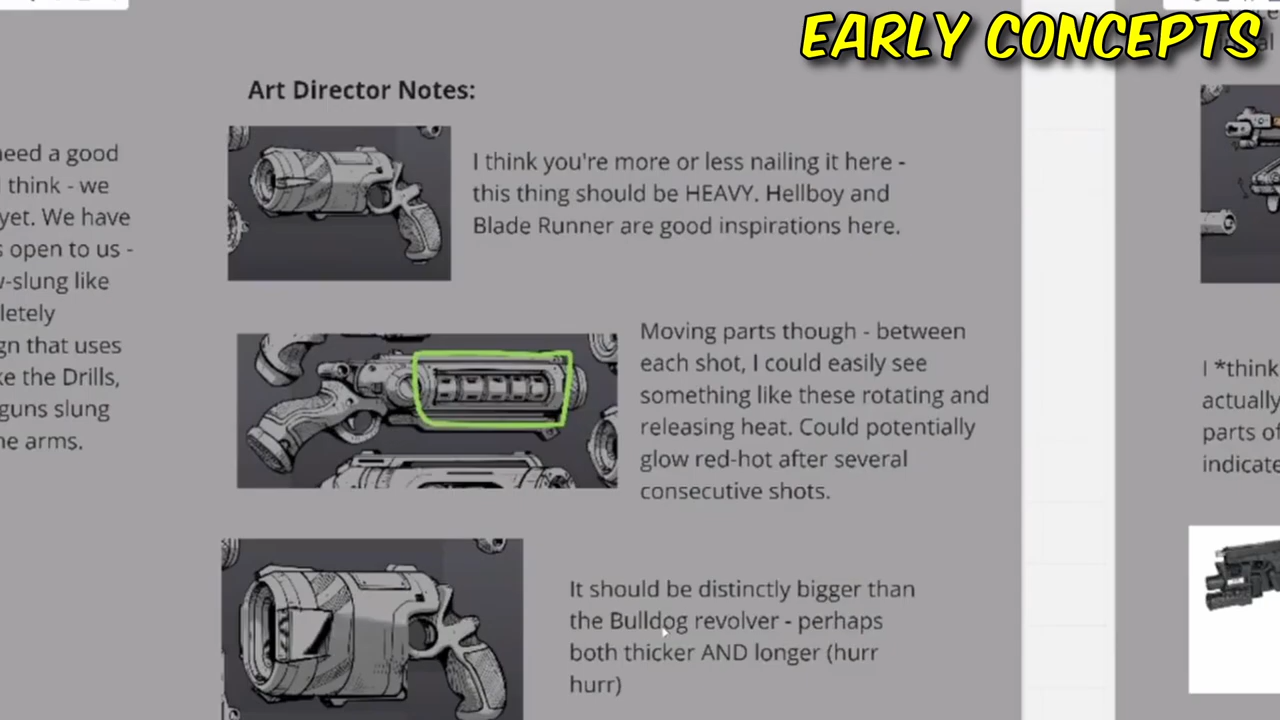 EARLY CONCEPTS
Art Director Notes:
need a good
think - we
yet. We have
open to us -
-slung like
gn that uses
the Drills,
guns slung
arms.
I think you're more or less nailing it here -
this thing should be HEAVY. Hellboy and
Blade Runner are good inspirations here.
Moving parts though - between
each shot, I could easily see
something like these rotating and
releasing heat. Could potentially
glow red-hot after several
consecutive shots.
It should be distinctly bigger than
the Bulldog revolver - perhaps
both thicker AND longer (hurr
hurr)
I *think
actually
parts of
indicate